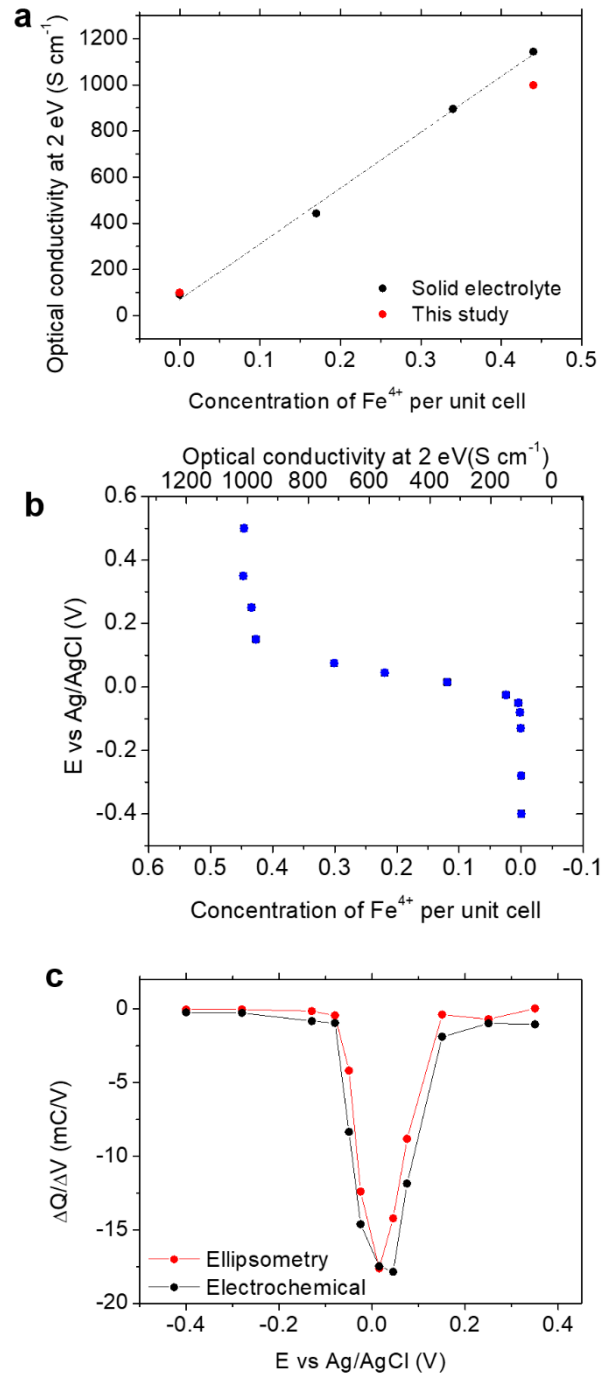 a
Optical conductivity at 2 eV (S cm⁻¹)
1200
1000
800
600
400
200
0
Solid electrolyte
This study
0.0 0.1 0.2 0.3 0.4 0.5
Concentration of Fe⁴⁺ per unit cell
b
Optical conductivity at 2 eV(S cm⁻¹)
1200 1000 800 600 400 200 0
E vs Ag/AgCl (V)
0.6
0.4
0.2
0.0
-0.2
-0.4
0.6 0.5 0.4 0.3 0.2 0.1 0.0 -0.1
Concentration of Fe⁴⁺ per unit cell
c
ΔQ/ΔV (mC/V)
0
-5
-10
-15
-20
Ellipsometry
Electrochemical
-0.4 -0.2 0.0 0.2 0.4
E vs Ag/AgCl (V)